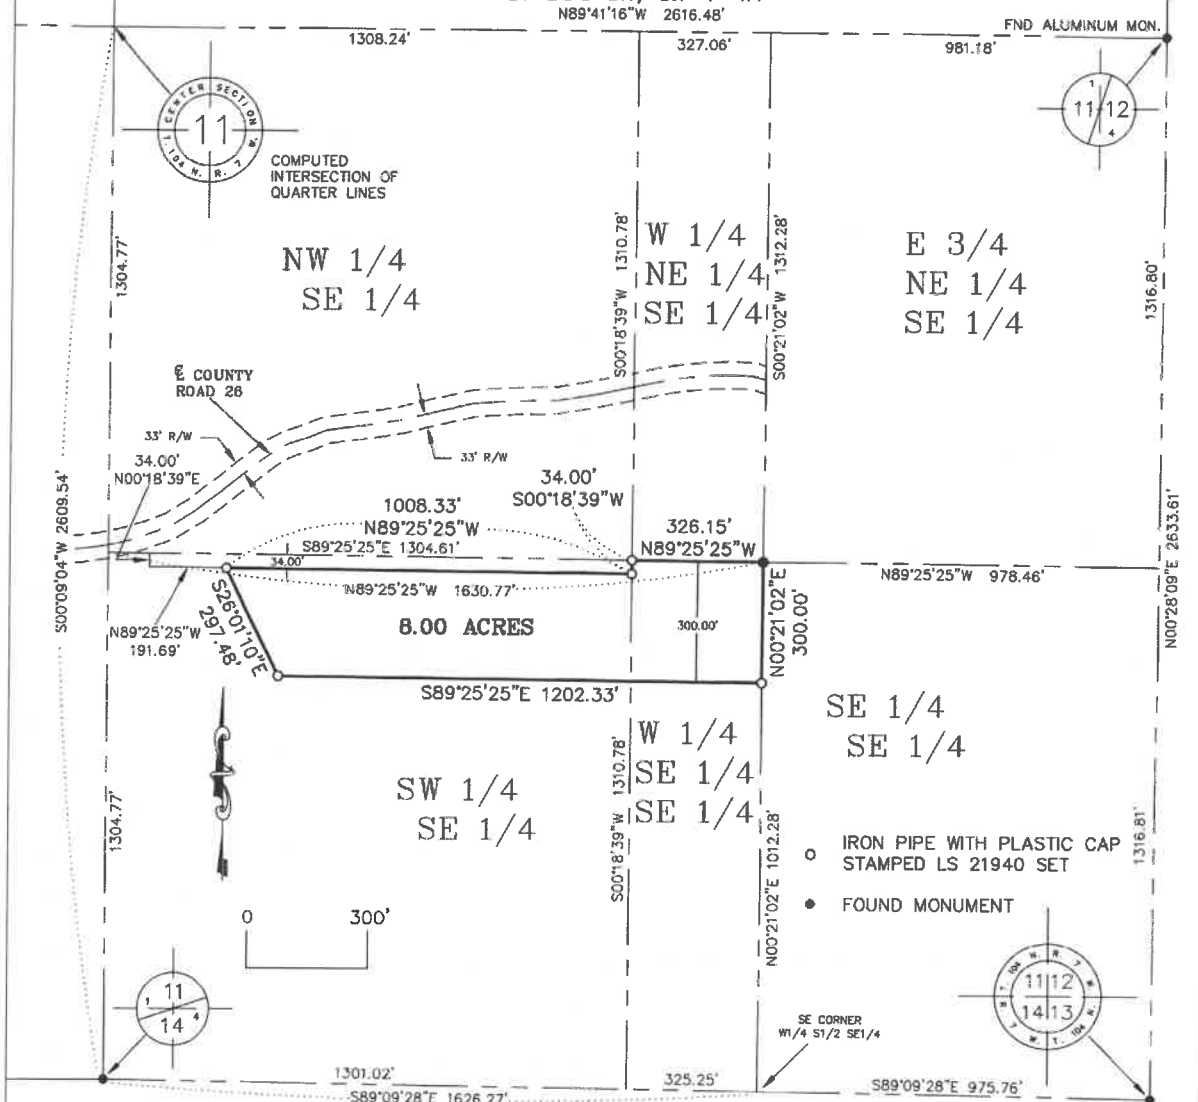 N89°41'16"W 2616.48'
1308.24'
327.06'
981.18'
FND ALUMINUM MON.
CENTER SECTION
T. 104 N. R. 7 W.
11
COMPUTED
INTERSECTION OF
QUARTER LINES
1
11 12
4
1304.77'
NW 1/4
SE 1/4
S00°18'39"W 1310.78'
W 1/4
NE 1/4
SE 1/4
S00°21'02"W 1312.28'
E 3/4
NE 1/4
SE 1/4
1316.80'
℄ COUNTY
ROAD 26
33' R/W
33' R/W
34.00'
N00°18'39"E
34.00'
S00°18'39"W
1008.33'
N89°25'25"W
326.15'
N89°25'25"W
S89°25'25"E 1304.61'
34.00'
N89°25'25"W 1630.77'
N89°25'25"W 978.46'
S00°09'04"W 2609.54'
N00°28'09"E 2633.61'
N89°25'25"W
191.69'
S26°01'10"E
297.48'
8.00 ACRES
300.00'
N00°21'02"E
300.00'
S89°25'25"E 1202.33'
SE 1/4
SE 1/4
W 1/4
SE 1/4
SE 1/4
SW 1/4
SE 1/4
1304.77'
S00°18'39"W 1310.78'
N00°21'02"E 1012.28'
1316.81'
IRON PIPE WITH PLASTIC CAP
STAMPED LS 21940 SET
FOUND MONUMENT
0 300'
1
11
14
4
T. 104 N. R. 7 W.
R. 7 W. T. 104 N.
11 12
14 13
SE CORNER
W1/4 S1/2 SE1/4
1301.02'
325.25'
S89°09'28"E 975.76'
S89°09'28"E 1626.27'